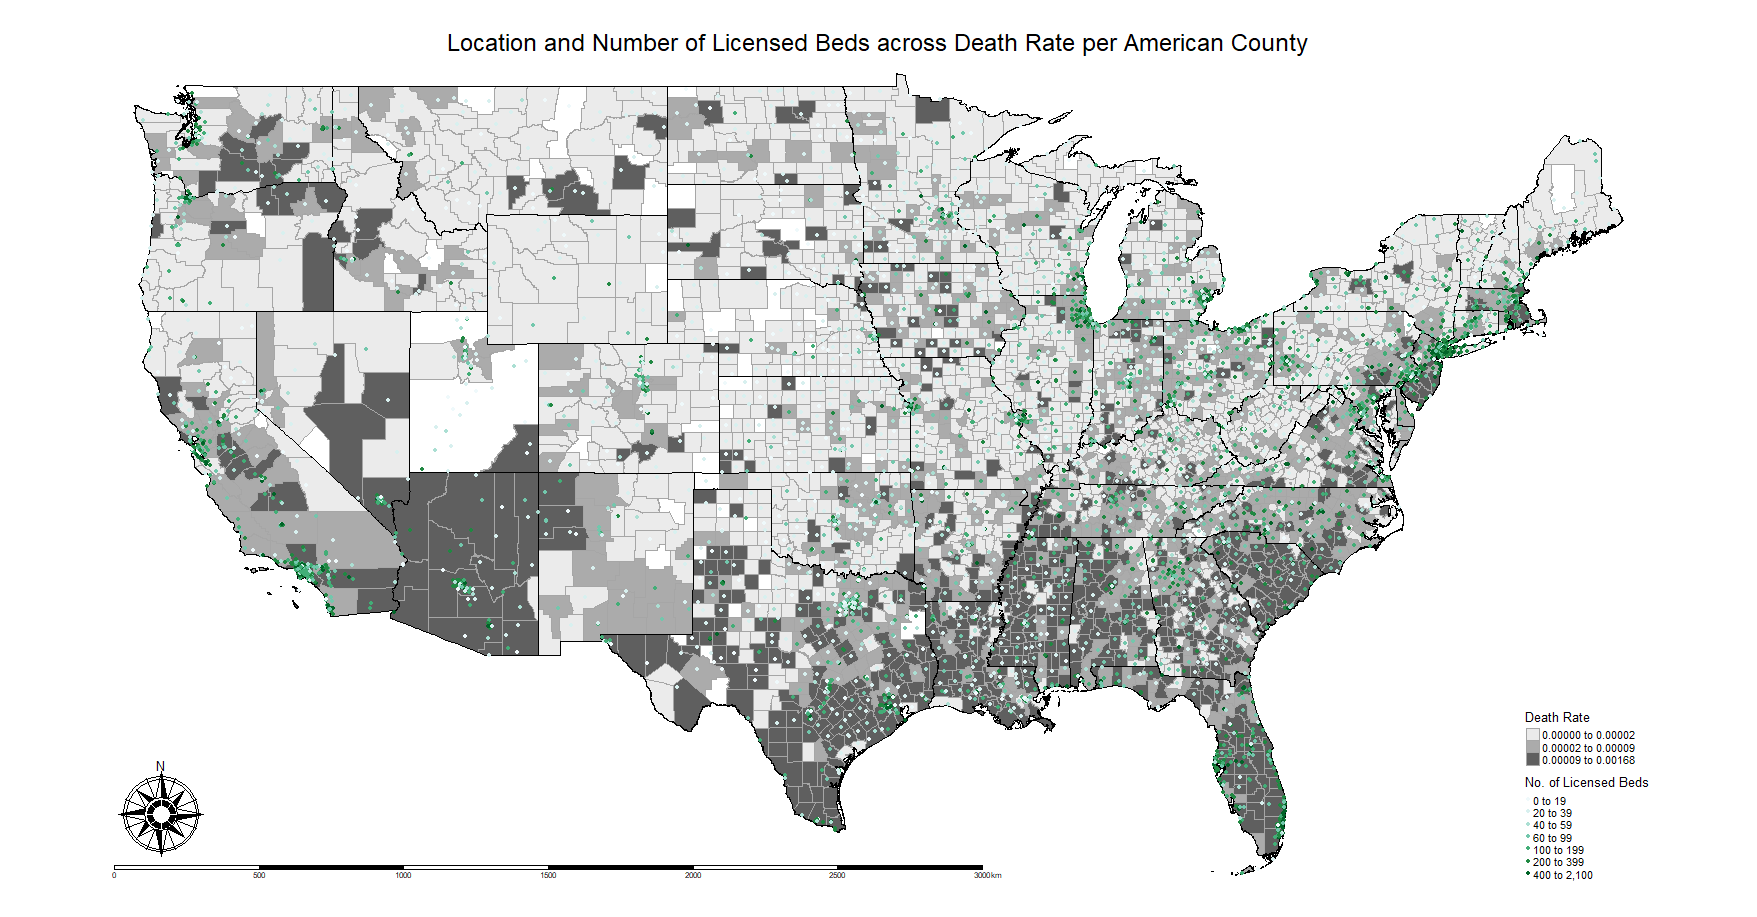 Location and Number of Licensed Beds across Death Rate per American County
Death Rate
0.00000 to 0.00002
0.00002 to 0.00009
0.00009 to 0.00168
No. of Licensed Beds
0 to 19
20 to 39
40 to 59
60 to 99
100 to 199
200 to 399
400 to 2,100
N
0 500 1000 1500 2000 2500 3000km